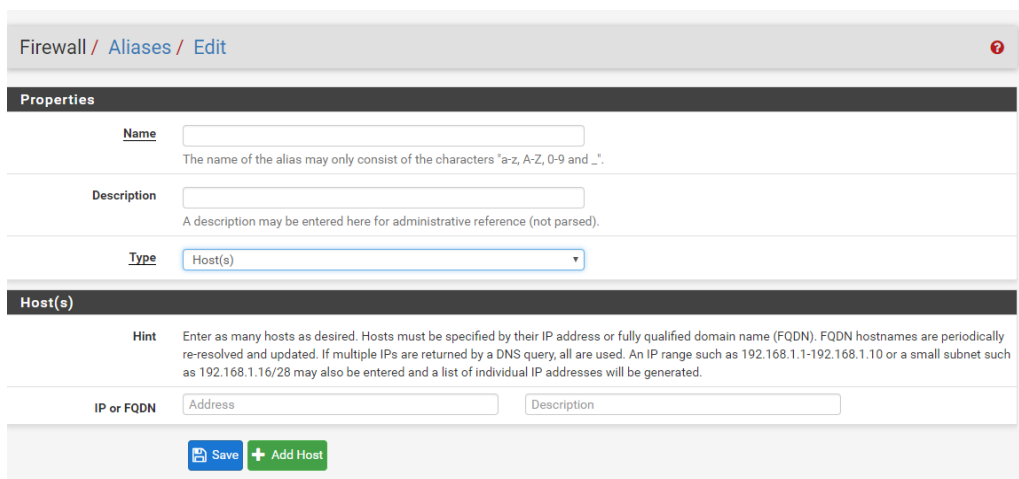 Firewall / Aliases / Edit
Properties
Name
The name of the alias may only consist of the characters "a-z, A-Z, 0-9 and _".
Description
A description may be entered here for administrative reference (not parsed).
Type
Host(s)
Host(s)
Hint
Enter as many hosts as desired. Hosts must be specified by their IP address or fully qualified domain name (FQDN). FQDN hostnames are periodically
re-resolved and updated. If multiple IPs are returned by a DNS query, all are used. An IP range such as 192.168.1.1-192.168.1.10 or a small subnet such
as 192.168.1.16/28 may also be entered and a list of individual IP addresses will be generated.
IP or FQDN
Address
Description
Save
Add Host